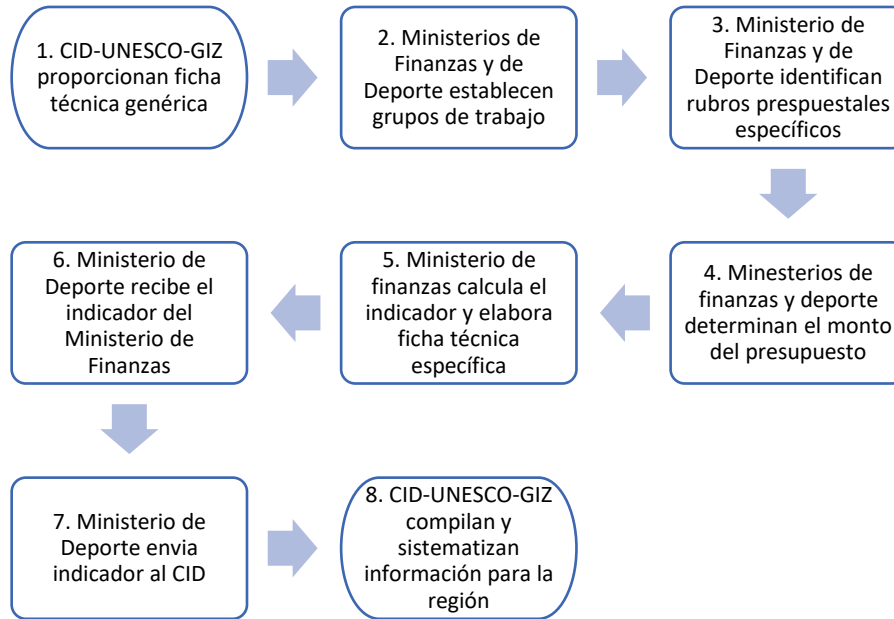 1. CID-UNESCO-GIZ
proporcionan ficha
técnica genérica
2. Ministerios de
Finanzas y de
Deporte establecen
grupos de trabajo
3. Ministerio de
Finanzas y de
Deporte identifican
rubros prespuestales
específicos
4. Minesterios de
finanzas y deporte
determinan el monto
del presupuesto
5. Ministerio de
finanzas calcula el
indicador y elabora
ficha técnica
específica
6. Ministerio de
Deporte recibe el
indicador del
Ministerio de
Finanzas
7. Ministerio de
Deporte envia
indicador al CID
8. CID-UNESCO-GIZ
compilan y
sistematizan
información para la
región